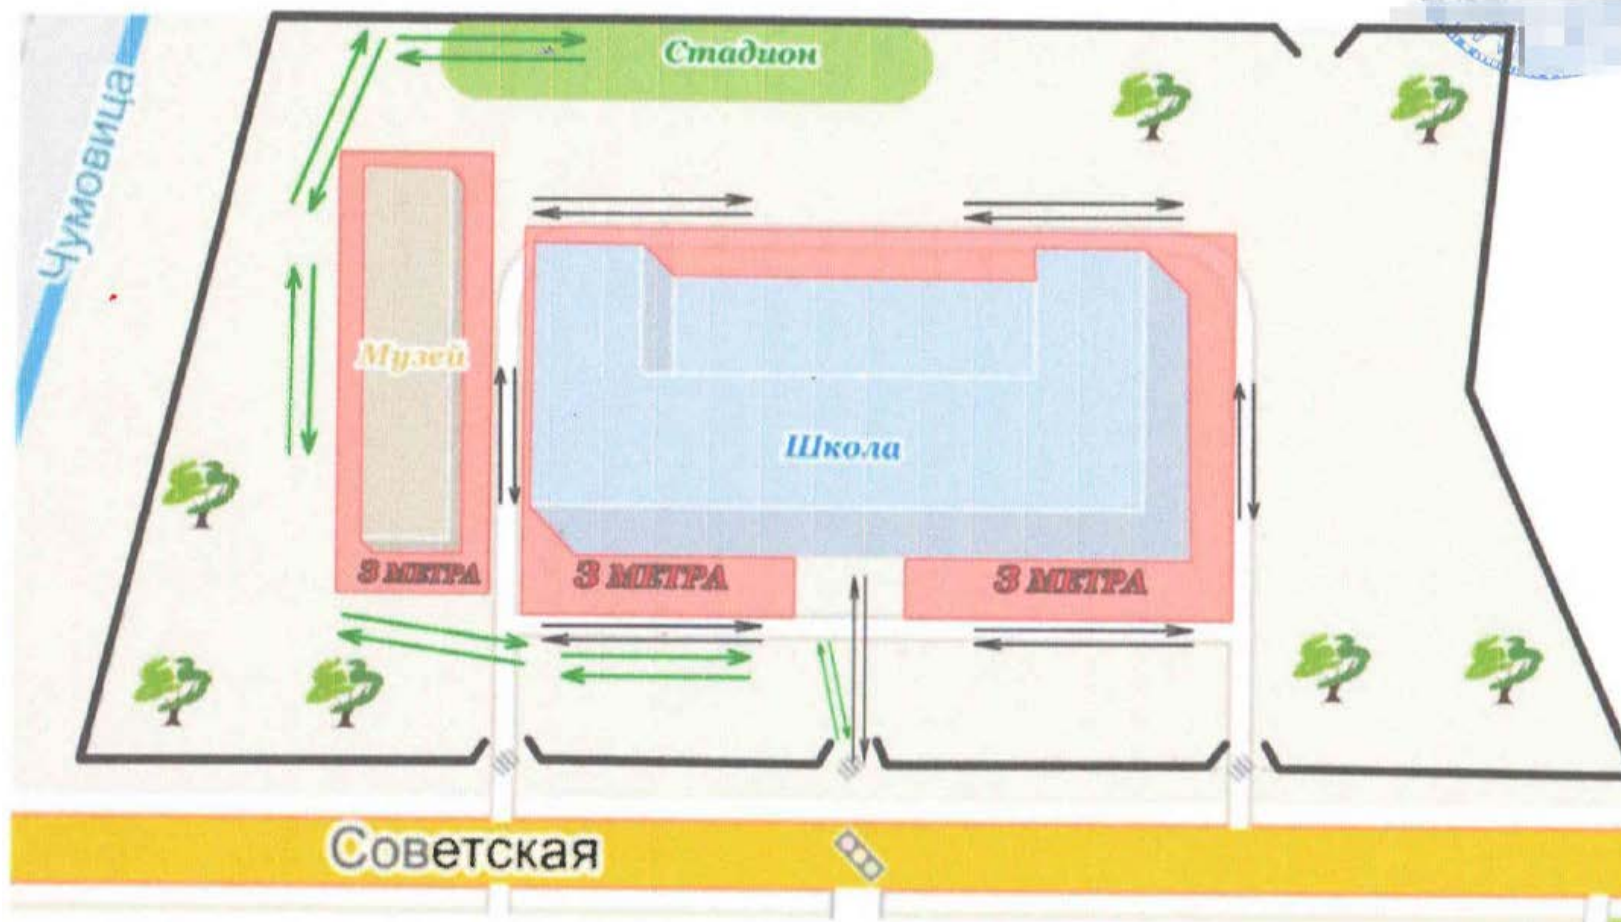 Стадион
Чумовица
Музей
Школа
3 МЕТРА
3 МЕТРА
3 МЕТРА
Советская